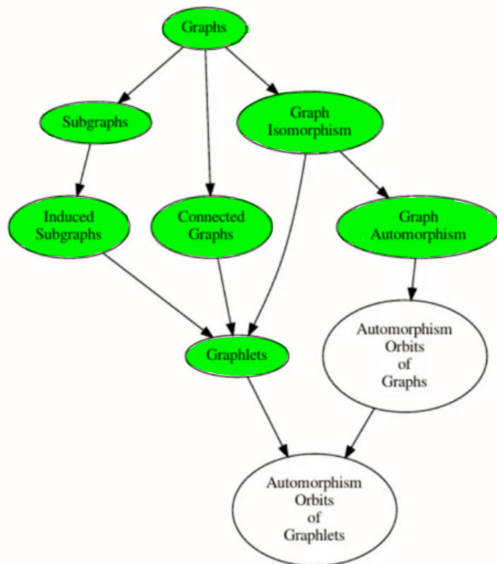 Graphs
Subgraphs
Graph
Isomorphism
Induced
Subgraphs
Connected
Graphs
Graph
Automorphism
Graphlets
Automorphism
Orbits
of
Graphs
Automorphism
Orbits
of
Graphlets